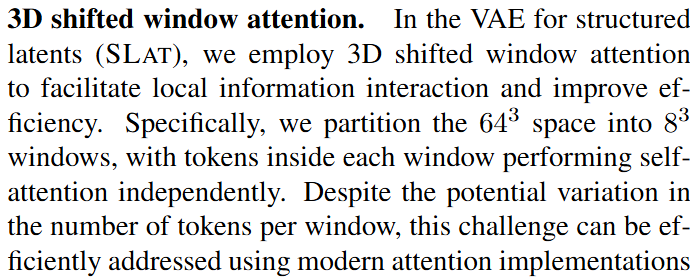 3D shifted window attention. In the VAE for structured
latents (SLAT), we employ 3D shifted window attention
to facilitate local information interaction and improve ef-
ficiency. Specifically, we partition the 64³ space into 8³
windows, with tokens inside each window performing self-
attention independently. Despite the potential variation in
the number of tokens per window, this challenge can be ef-
ficiently addressed using modern attention implementations